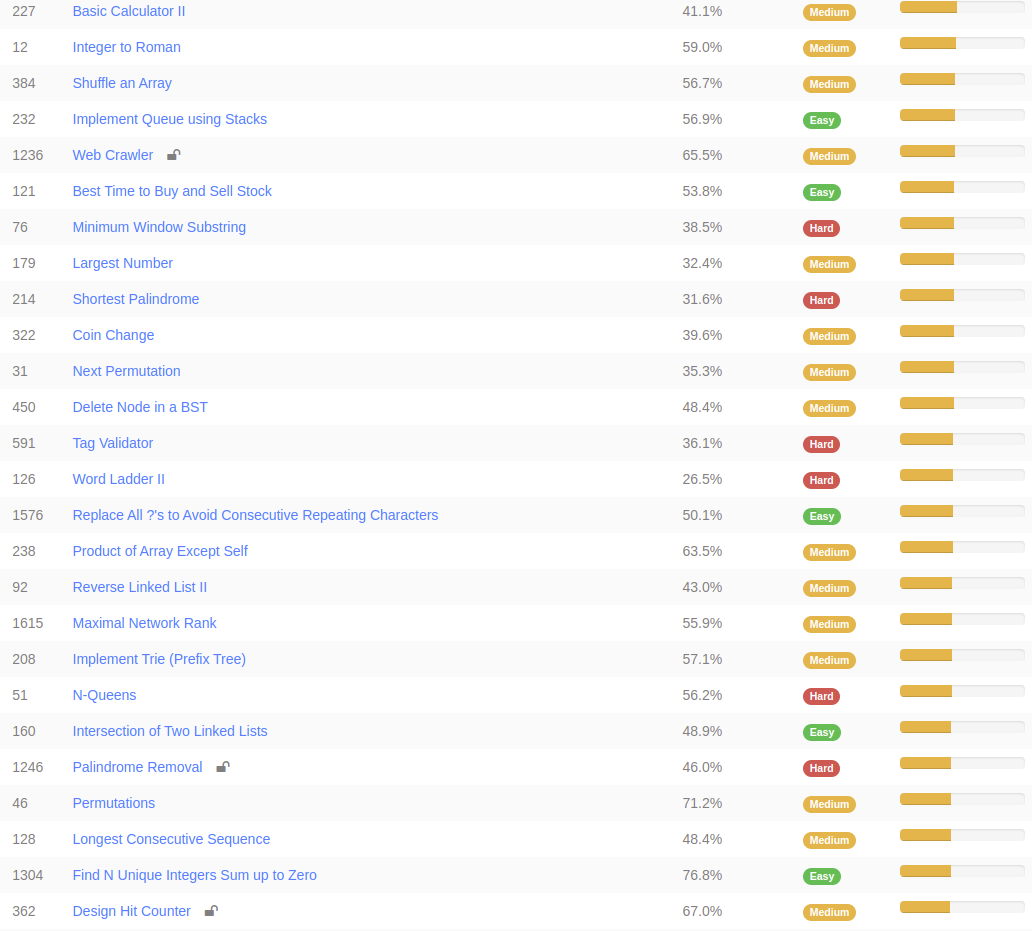 227 Basic Calculator II 41.1% Medium
12 Integer to Roman 59.0% Medium
384 Shuffle an Array 56.7% Medium
232 Implement Queue using Stacks 56.9% Easy
1236 Web Crawler 65.5% Medium
121 Best Time to Buy and Sell Stock 53.8% Easy
76 Minimum Window Substring 38.5% Hard
179 Largest Number 32.4% Medium
214 Shortest Palindrome 31.6% Hard
322 Coin Change 39.6% Medium
31 Next Permutation 35.3% Medium
450 Delete Node in a BST 48.4% Medium
591 Tag Validator 36.1% Hard
126 Word Ladder II 26.5% Hard
1576 Replace All ?'s to Avoid Consecutive Repeating Characters 50.1% Easy
238 Product of Array Except Self 63.5% Medium
92 Reverse Linked List II 43.0% Medium
1615 Maximal Network Rank 55.9% Medium
208 Implement Trie (Prefix Tree) 57.1% Medium
51 N-Queens 56.2% Hard
160 Intersection of Two Linked Lists 48.9% Easy
1246 Palindrome Removal 46.0% Hard
46 Permutations 71.2% Medium
128 Longest Consecutive Sequence 48.4% Medium
1304 Find N Unique Integers Sum up to Zero 76.8% Easy
362 Design Hit Counter 67.0% Medium